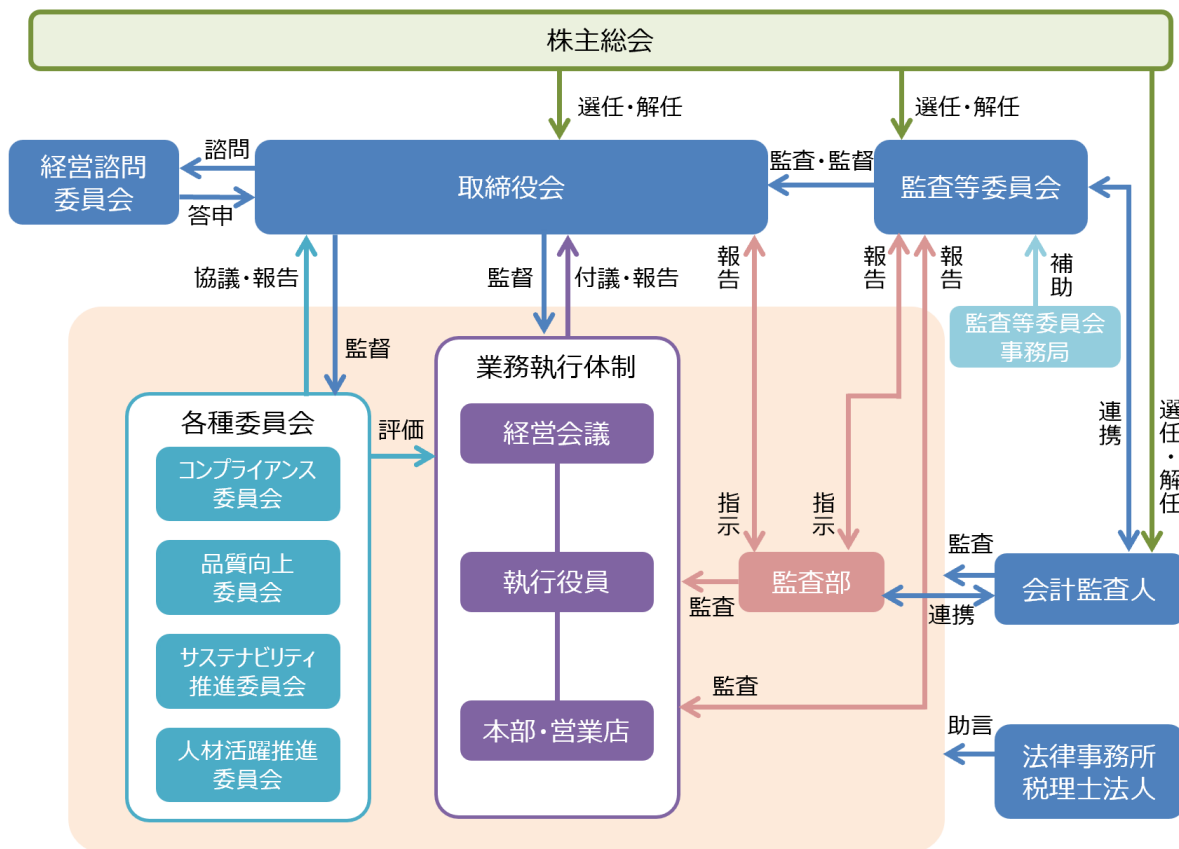 株主総会
選任・解任
選任・解任
経営諮問
委員会
諮問
答申
取締役会
監査・監督
監査等委員会
協議・報告
監督
監督
付議・報告
報告
報告
報告
補助
監査等委員会
事務局
連携
選任・解任
各種委員会
コンプライアンス
委員会
品質向上
委員会
サステナビリティ
推進委員会
人材活躍推進
委員会
評価
業務執行体制
経営会議
執行役員
本部・営業店
指示
指示
監査
監査部
監査
連携
会計監査人
監査
助言
法律事務所
税理士法人